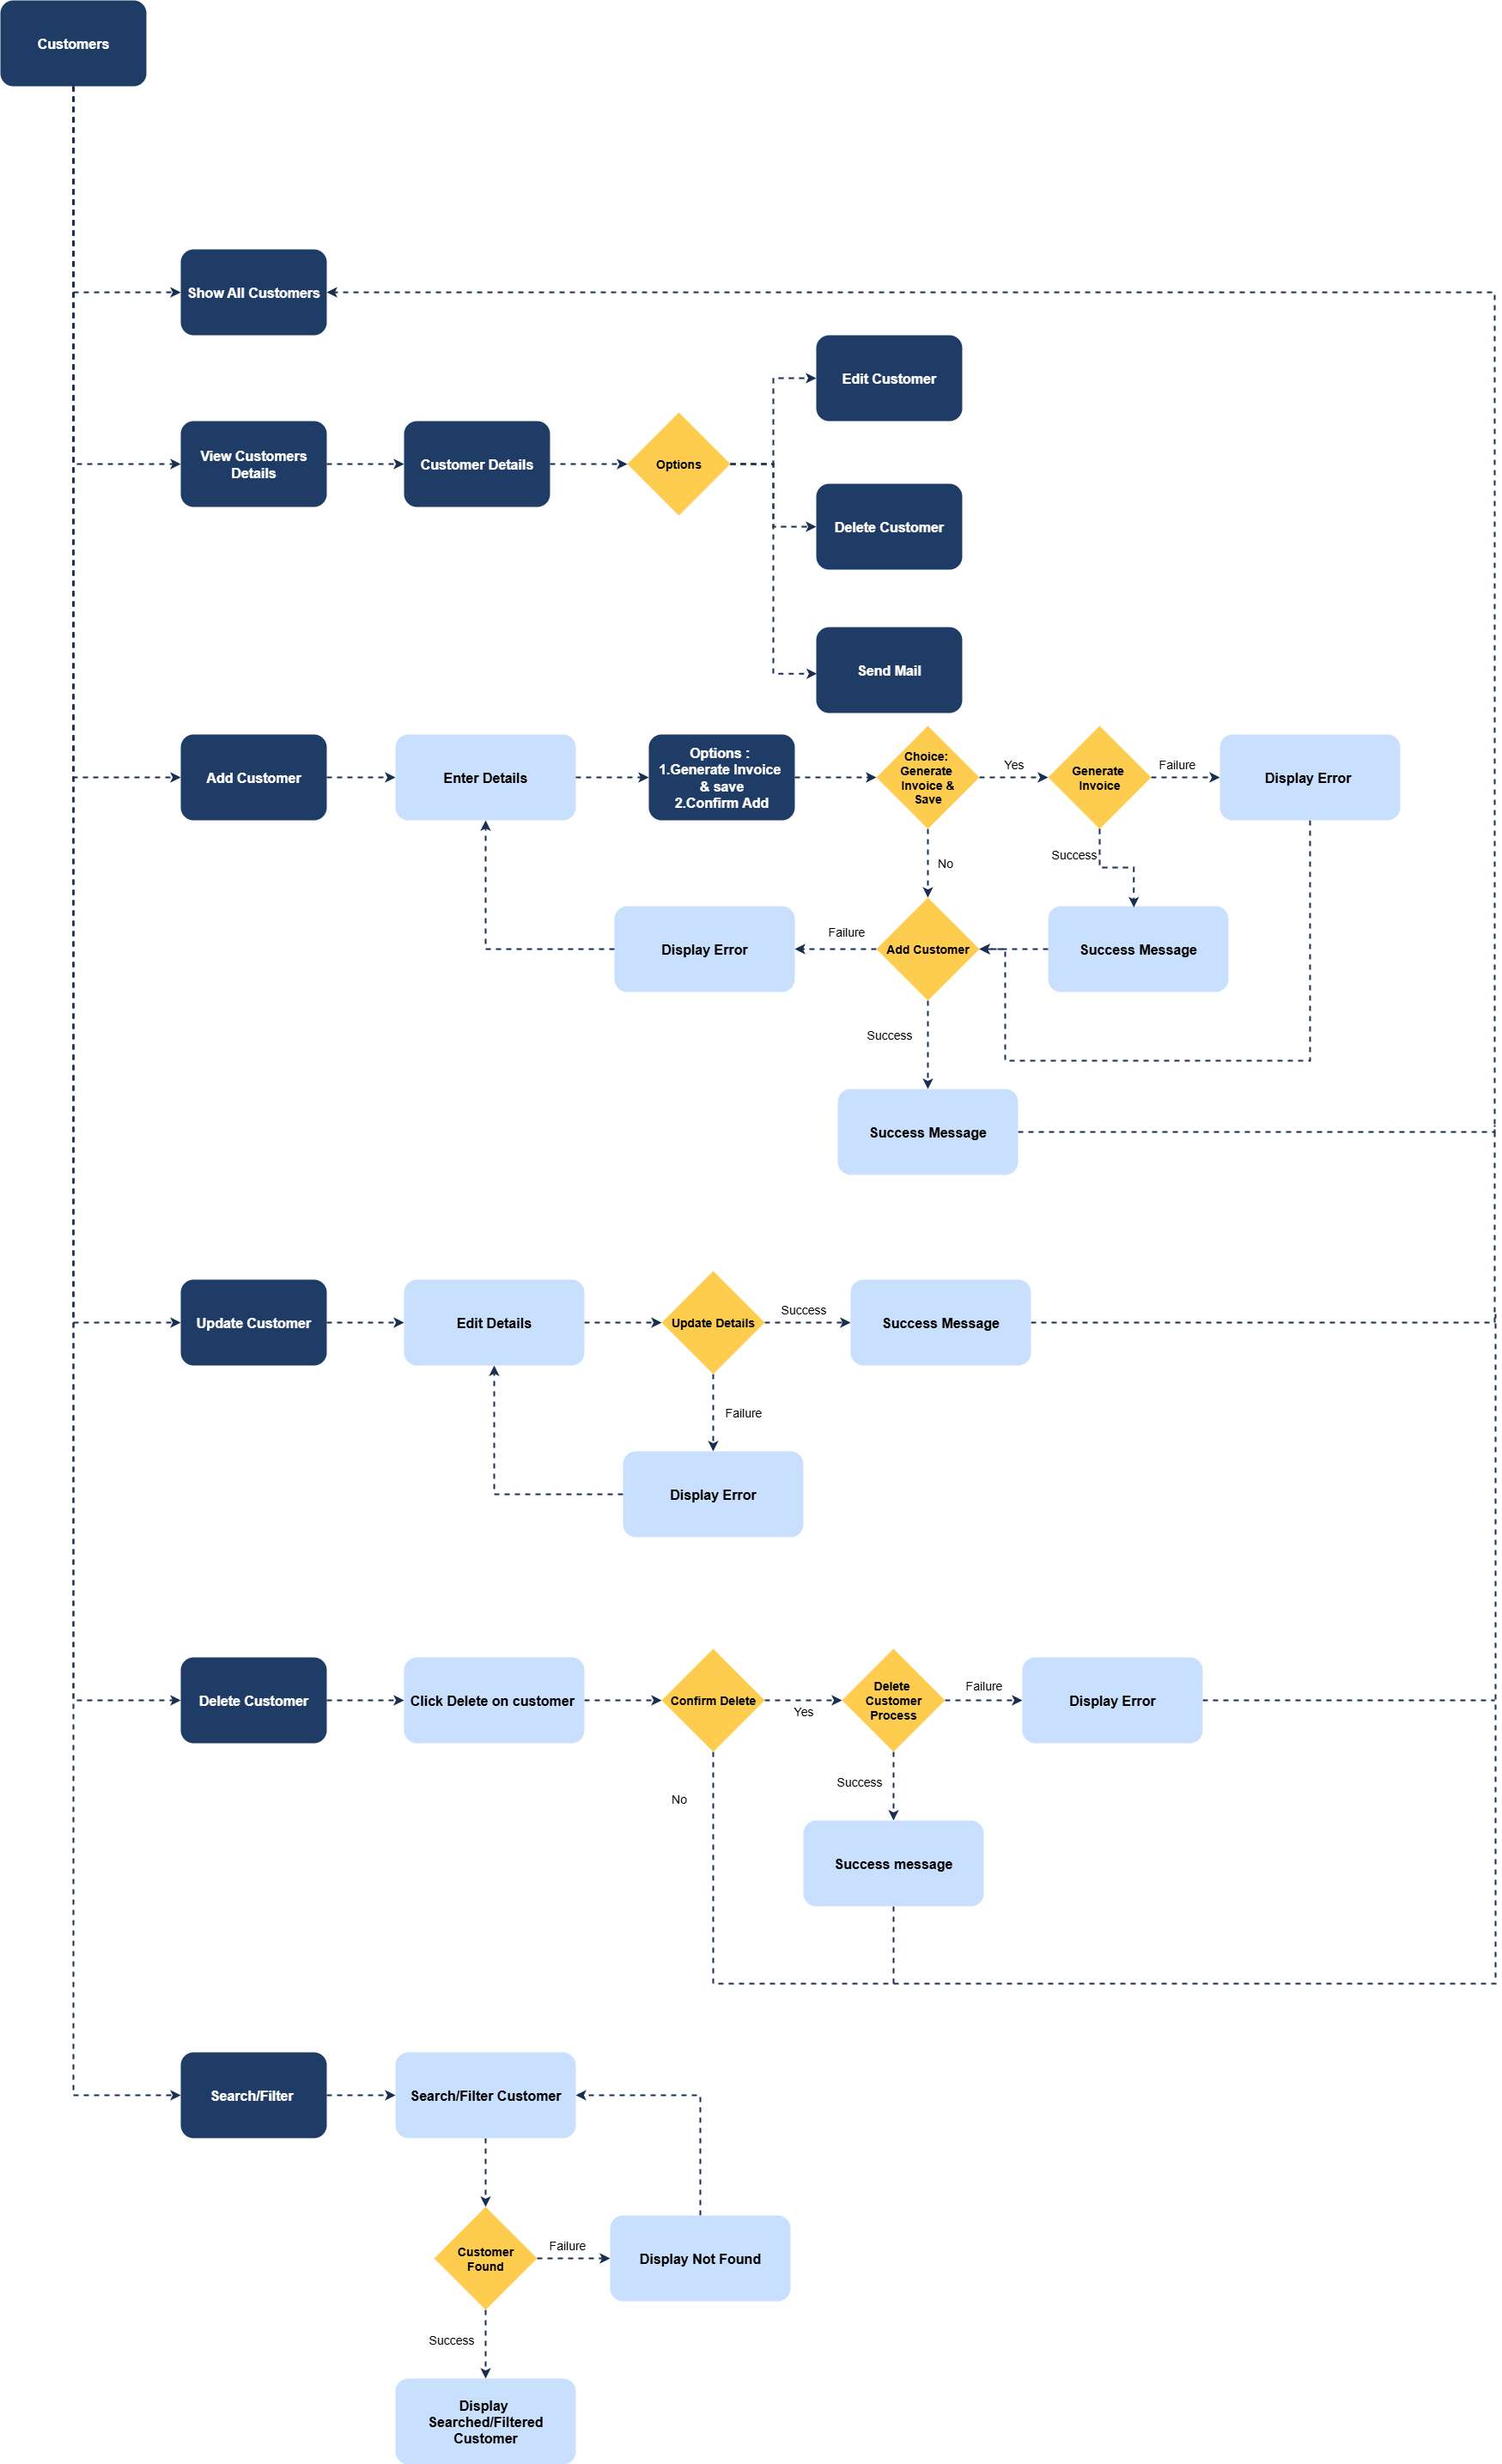 Customers
Show All Customers
Edit Customer
View Customers
Details
Customer Details
Options
Delete Customer
Send Mail
Add Customer
Enter Details
Options :
1.Generate Invoice
& save
2.Confirm Add
Choice:
Generate
Invoice &
Save
Yes
Generate
Invoice
Failure
Display Error
No
Success
Display Error
Failure
Add Customer
Success Message
Success
Success Message
Update Customer
Edit Details
Update Details
Success
Success Message
Failure
Display Error
Delete Customer
Click Delete on customer
Confirm Delete
Yes
Delete
Customer
Process
Failure
Display Error
No
Success
Success message
Search/Filter
Search/Filter Customer
Customer
Found
Failure
Display Not Found
Success
Display
Searched/Filtered
Customer